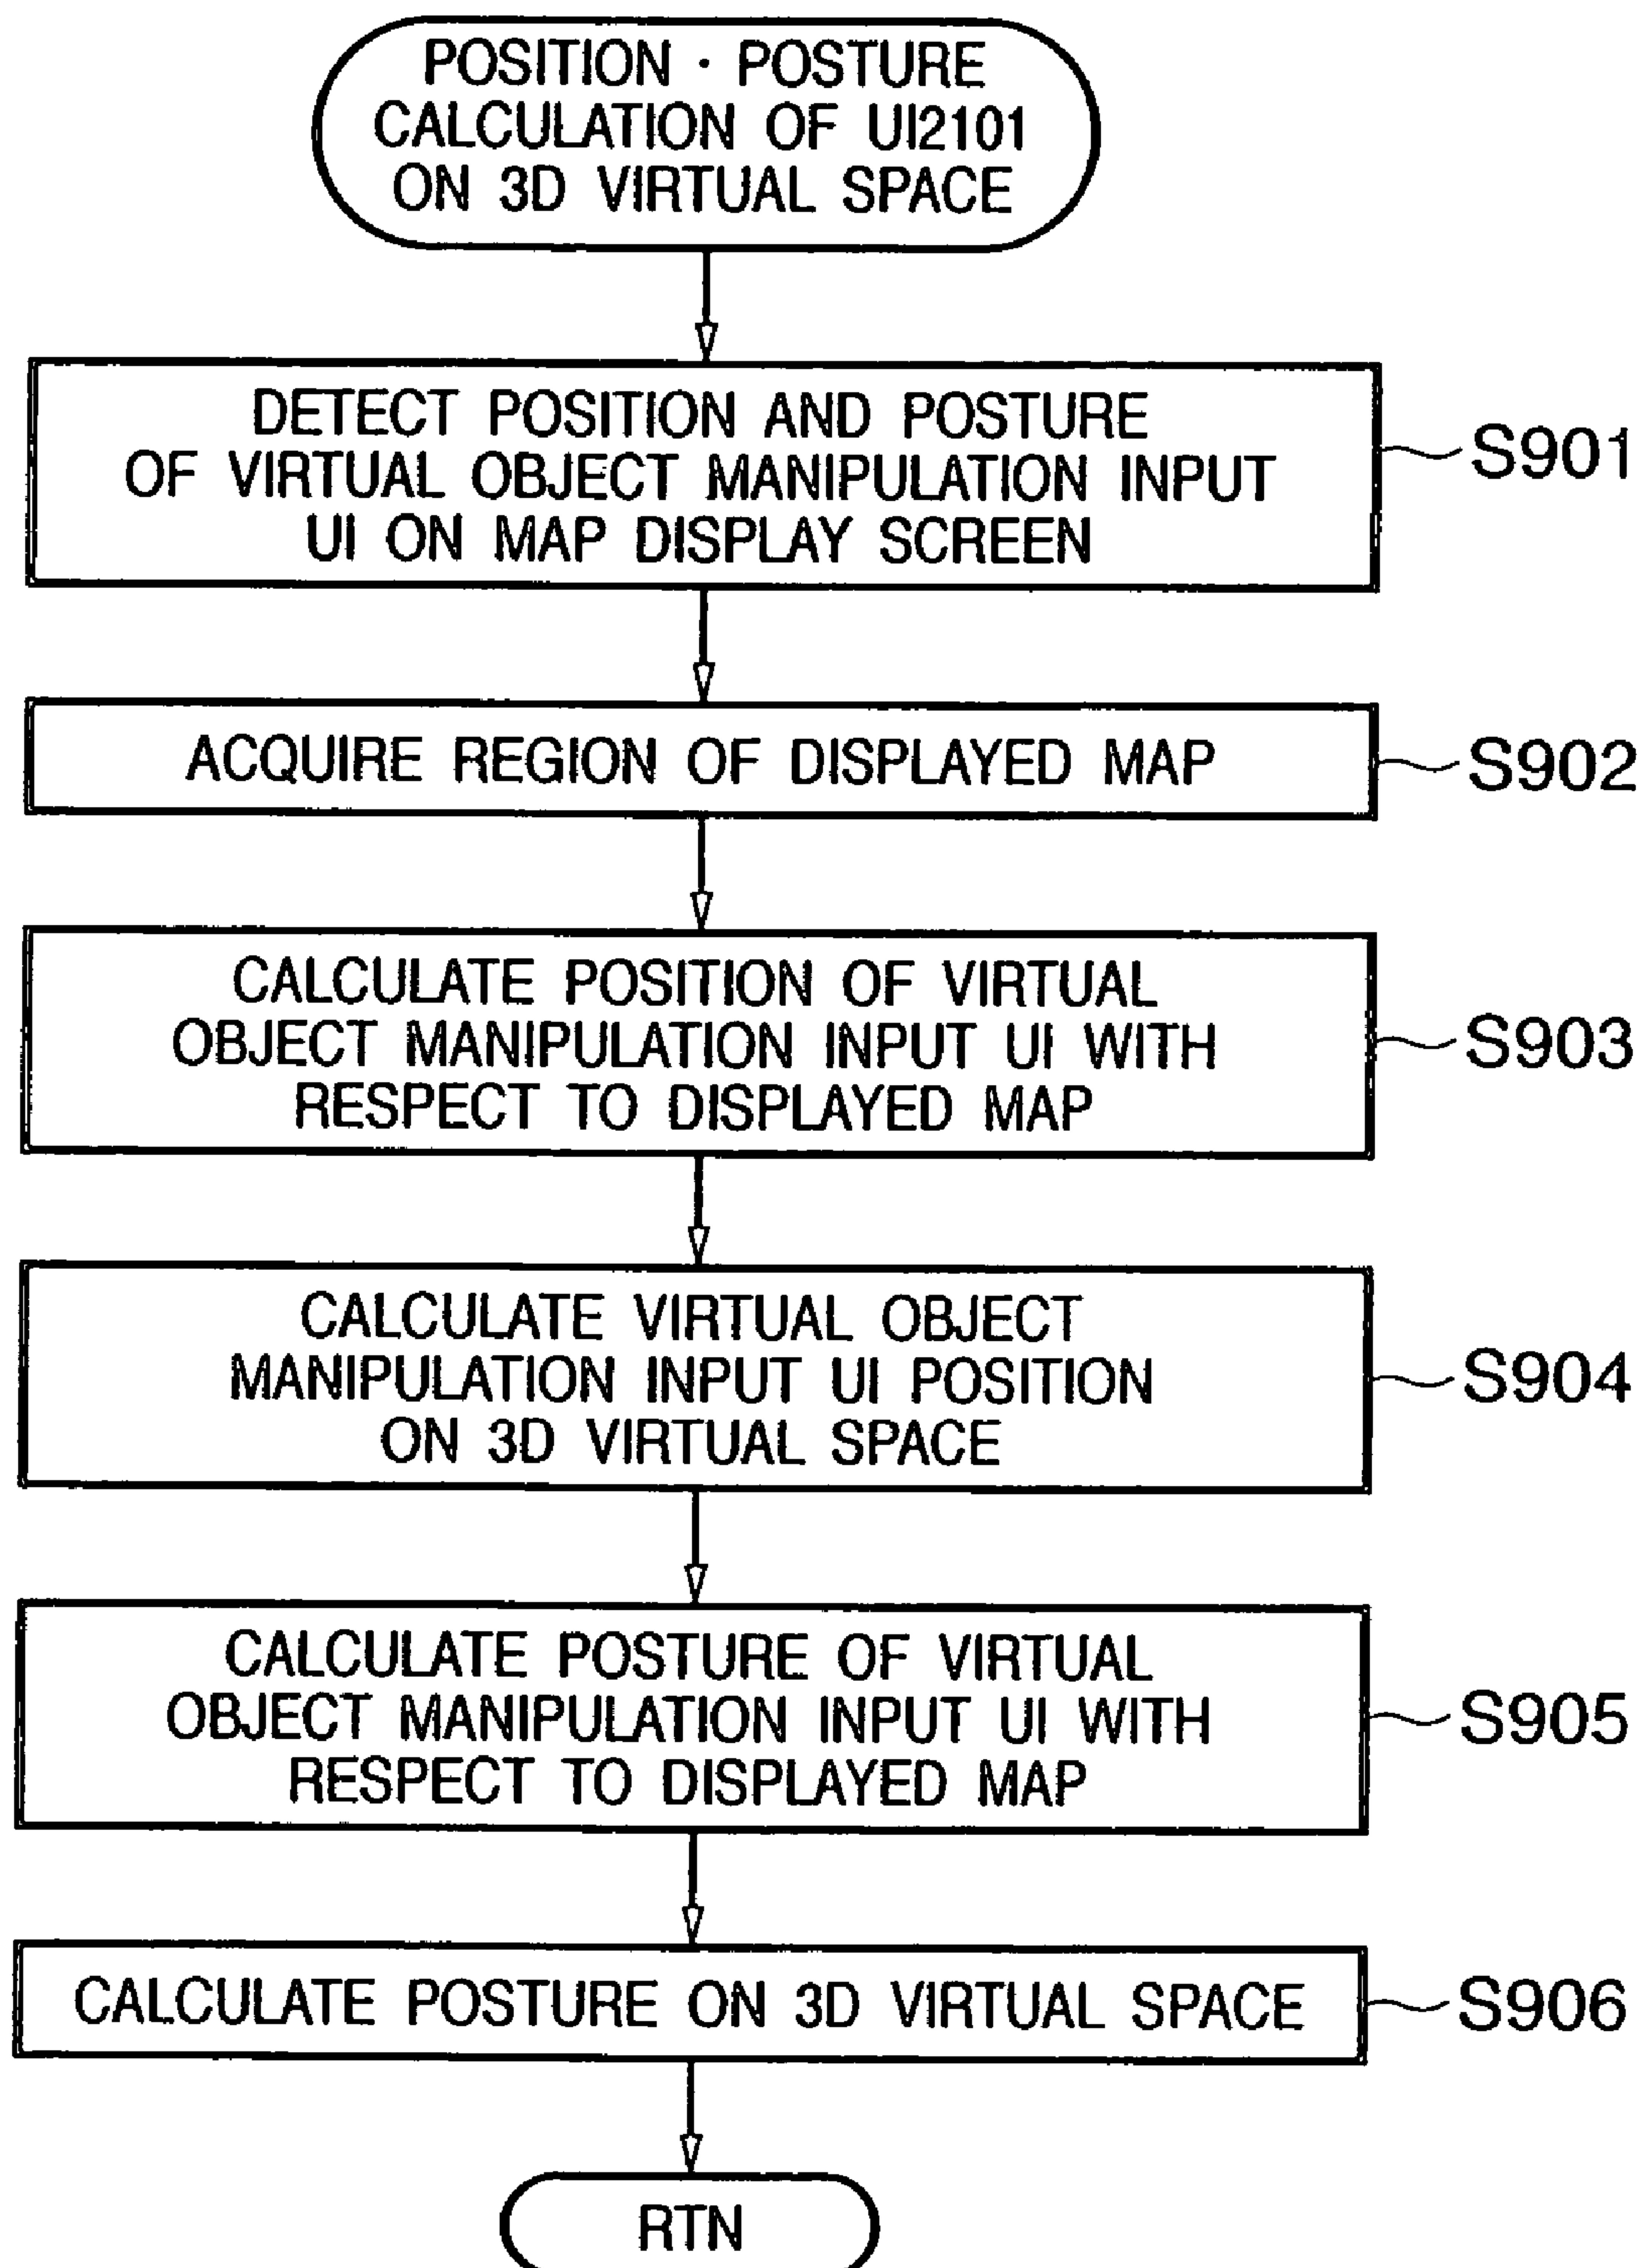 POSITION · POSTURE
CALCULATION OF UI2101
ON 3D VIRTUAL SPACE
DETECT POSITION AND POSTURE
OF VIRTUAL OBJECT MANIPULATION INPUT
UI ON MAP DISPLAY SCREEN
S901
ACQUIRE REGION OF DISPLAYED MAP
S902
CALCULATE POSITION OF VIRTUAL
OBJECT MANIPULATION INPUT UI WITH
RESPECT TO DISPLAYED MAP
S903
CALCULATE VIRTUAL OBJECT
MANIPULATION INPUT UI POSITION
ON 3D VIRTUAL SPACE
S904
CALCULATE POSTURE OF VIRTUAL
OBJECT MANIPULATION INPUT UI WITH
RESPECT TO DISPLAYED MAP
S905
CALCULATE POSTURE ON 3D VIRTUAL SPACE
S906
RTN